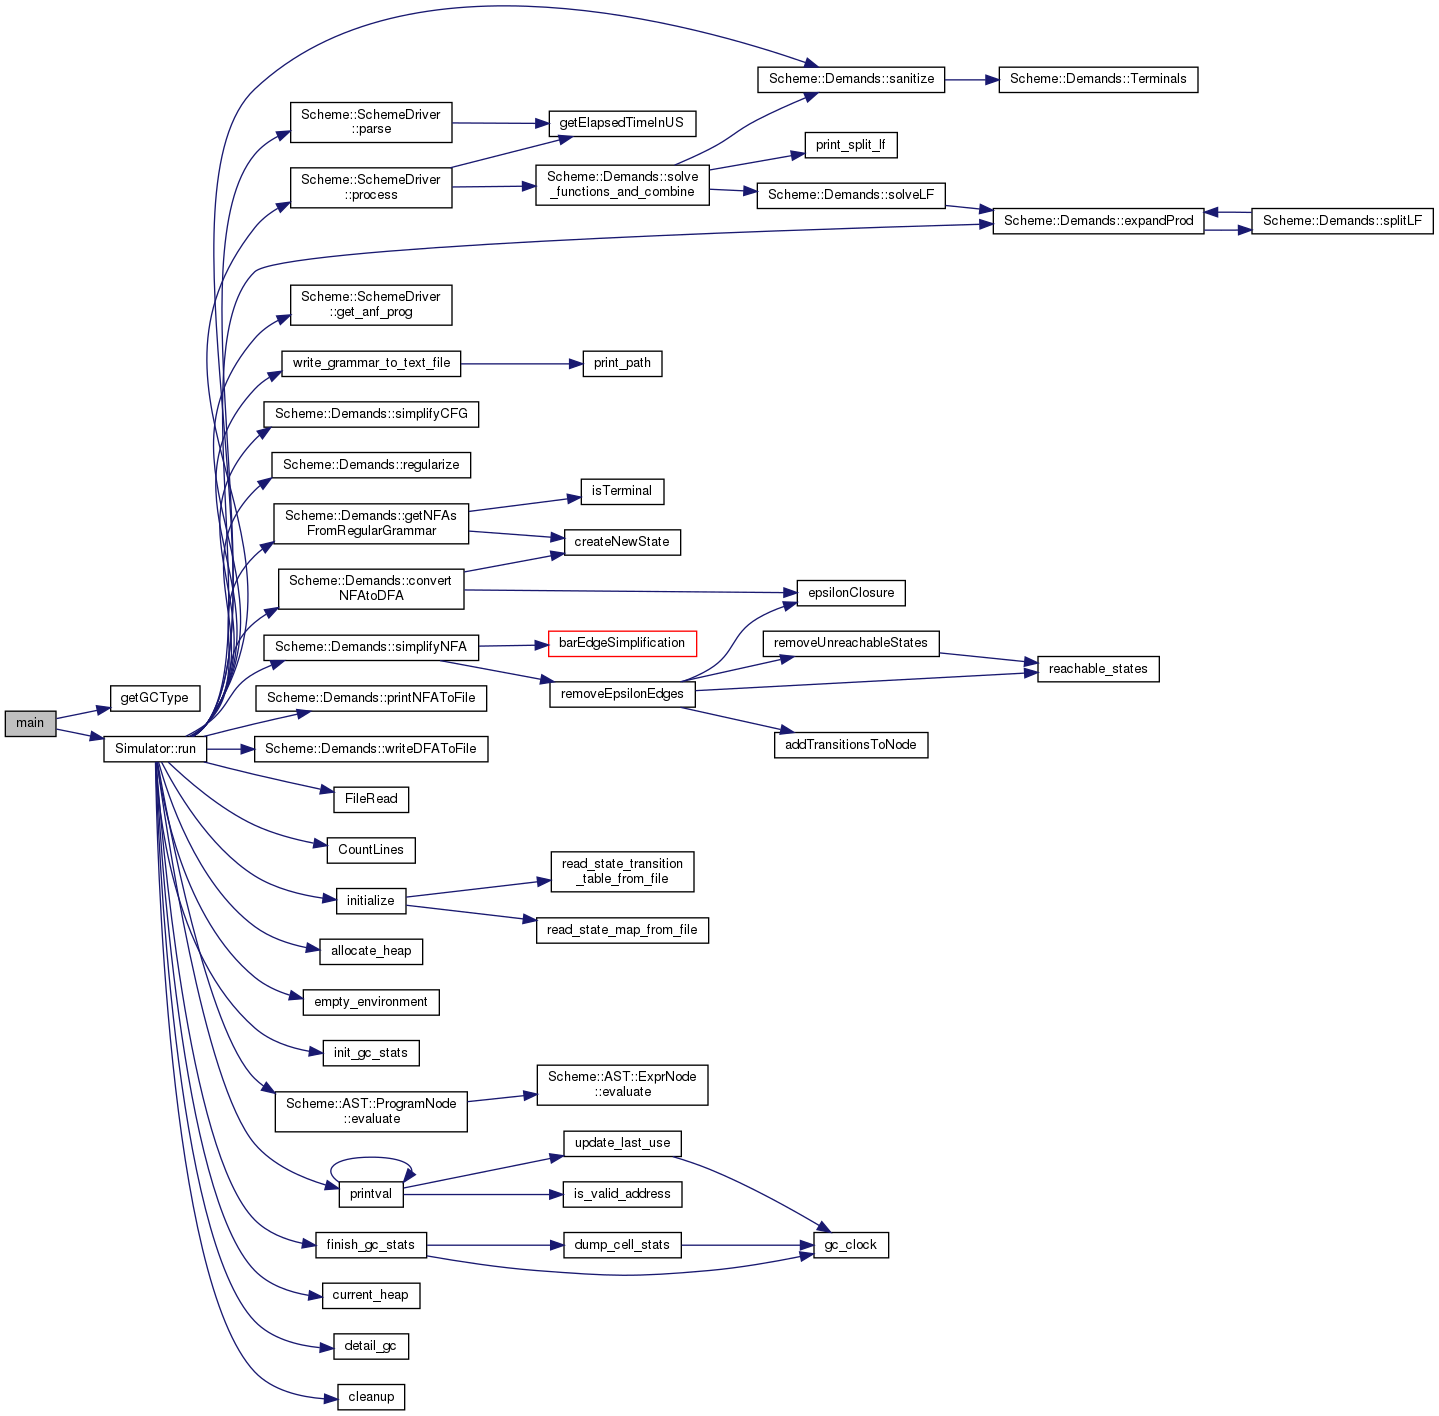 main
getGCType
Simulator::run
Scheme::SchemeDriver
::parse
Scheme::SchemeDriver
::process
Scheme::SchemeDriver
::get_anf_prog
write_grammar_to_text_file
Scheme::Demands::simplifyCFG
Scheme::Demands::regularize
Scheme::Demands::getNFAs
FromRegularGrammar
Scheme::Demands::convert
NFAtoDFA
Scheme::Demands::simplifyNFA
Scheme::Demands::printNFAToFile
Scheme::Demands::writeDFAToFile
FileRead
CountLines
initialize
allocate_heap
empty_environment
init_gc_stats
Scheme::AST::ProgramNode
::evaluate
printval
finish_gc_stats
current_heap
detail_gc
cleanup
getElapsedTimeInUS
Scheme::Demands::solve
_functions_and_combine
print_path
isTerminal
createNewState
barEdgeSimplification
removeEpsilonEdges
read_state_transition
_table_from_file
read_state_map_from_file
Scheme::AST::ExprNode
::evaluate
update_last_use
is_valid_address
dump_cell_stats
Scheme::Demands::sanitize
print_split_lf
Scheme::Demands::solveLF
epsilonClosure
removeUnreachableStates
addTransitionsToNode
gc_clock
Scheme::Demands::Terminals
Scheme::Demands::expandProd
reachable_states
Scheme::Demands::splitLF